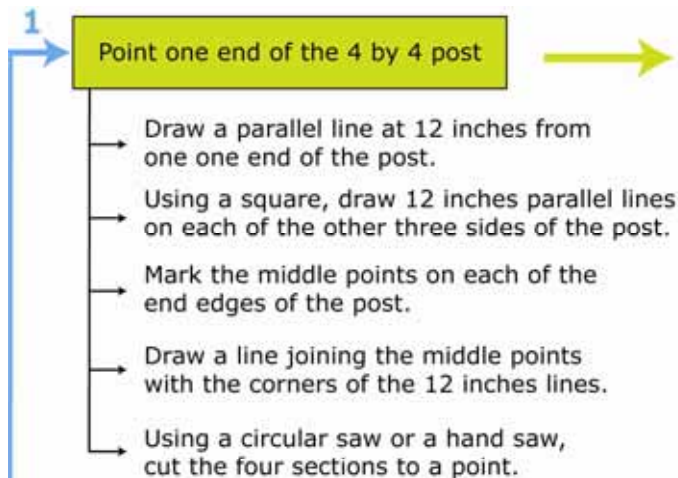 1
Point one end of the 4 by 4 post
Draw a parallel line at 12 inches from
one one end of the post.
Using a square, draw 12 inches parallel lines
on each of the other three sides of the post.
Mark the middle points on each of the
end edges of the post.
Draw a line joining the middle points
with the corners of the 12 inches lines.
Using a circular saw or a hand saw,
cut the four sections to a point.